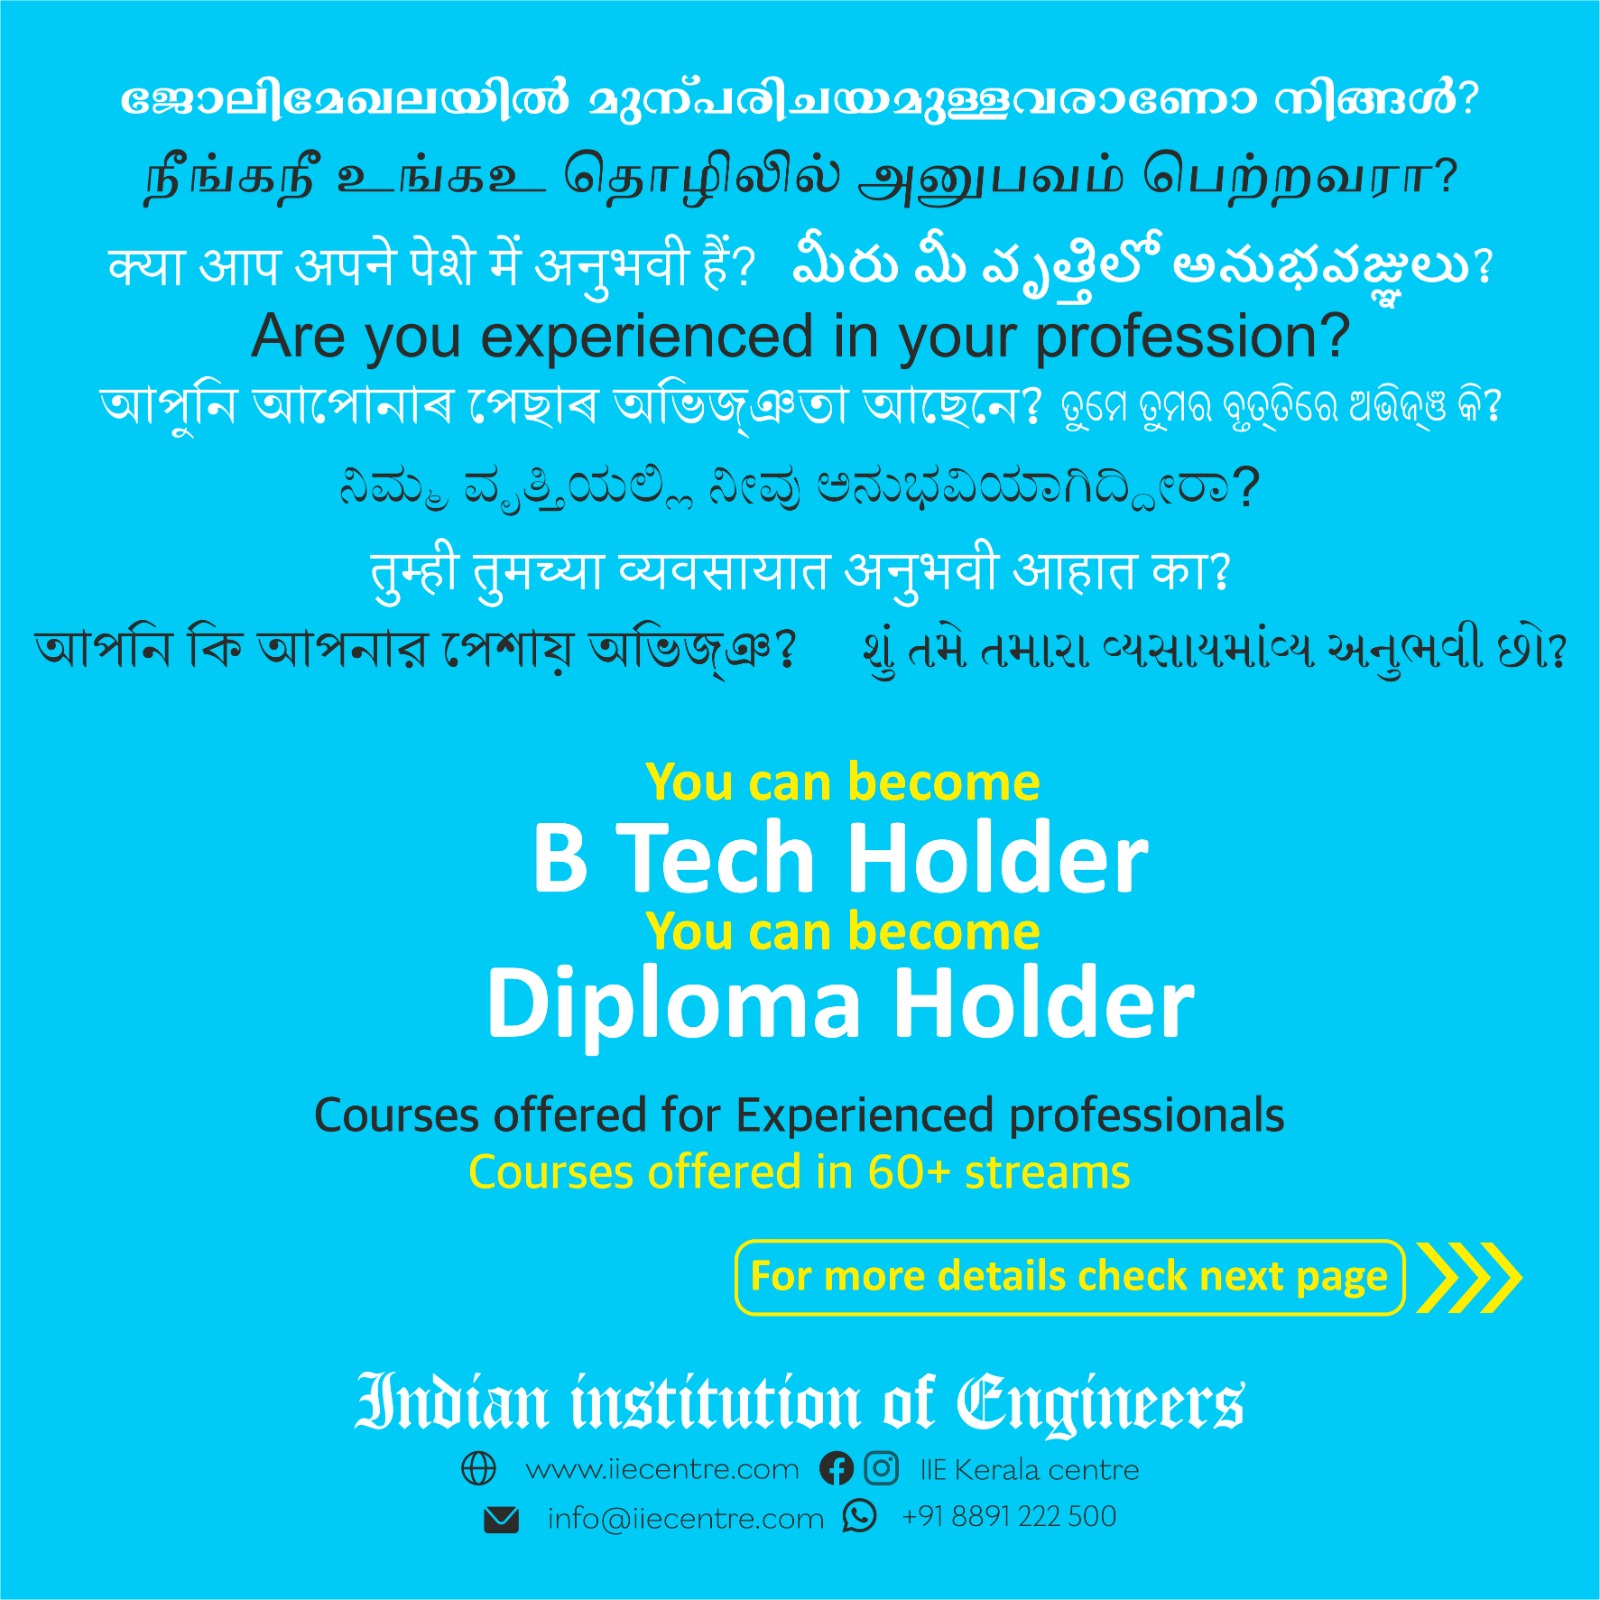 ജോലിമേഖലയിൽ മുന്പരിചയമുള്ളവരാണോ നിങ്ങൾ?
நீங்கநீ உங்கஉ தொழிலில் அனுபவம் பெற்றவரா?
क्या आप अपने पेशे में अनुभवी हैं? మీరు మీ వృత్తిలో అనుభవజ్ఞులు?
Are you experienced in your profession?
আপুনি আপোনাৰ পেছাৰ অভিজ্ঞতা আছেনে? ତୁମେ ତୁମର ବୃତ୍ତିରେ ଅଭିଜ୍ଞ କି?
ನಿಮ್ಮ ವೃತ್ತಿಯಲ್ಲಿ ನೀವು ಅನುಭವಿಯಾಗಿದ್ದೀರಾ?
तुम्ही तुमच्या व्यवसायात अनुभवी आहात का?
আপনি কি আপনার পেশায় অভিজ্ঞ? શું તમે તમારા વ્યસાયમાંવ્ય અનુભવી છો?
You can become
B Tech Holder
You can become
Diploma Holder
Courses offered for Experienced professionals
Courses offered in 60+ streams
For more details check next page
Indian institution of Engineers
www.iiecentre.com IIE Kerala centre
info@iiecentre.com +91 8891 222 500